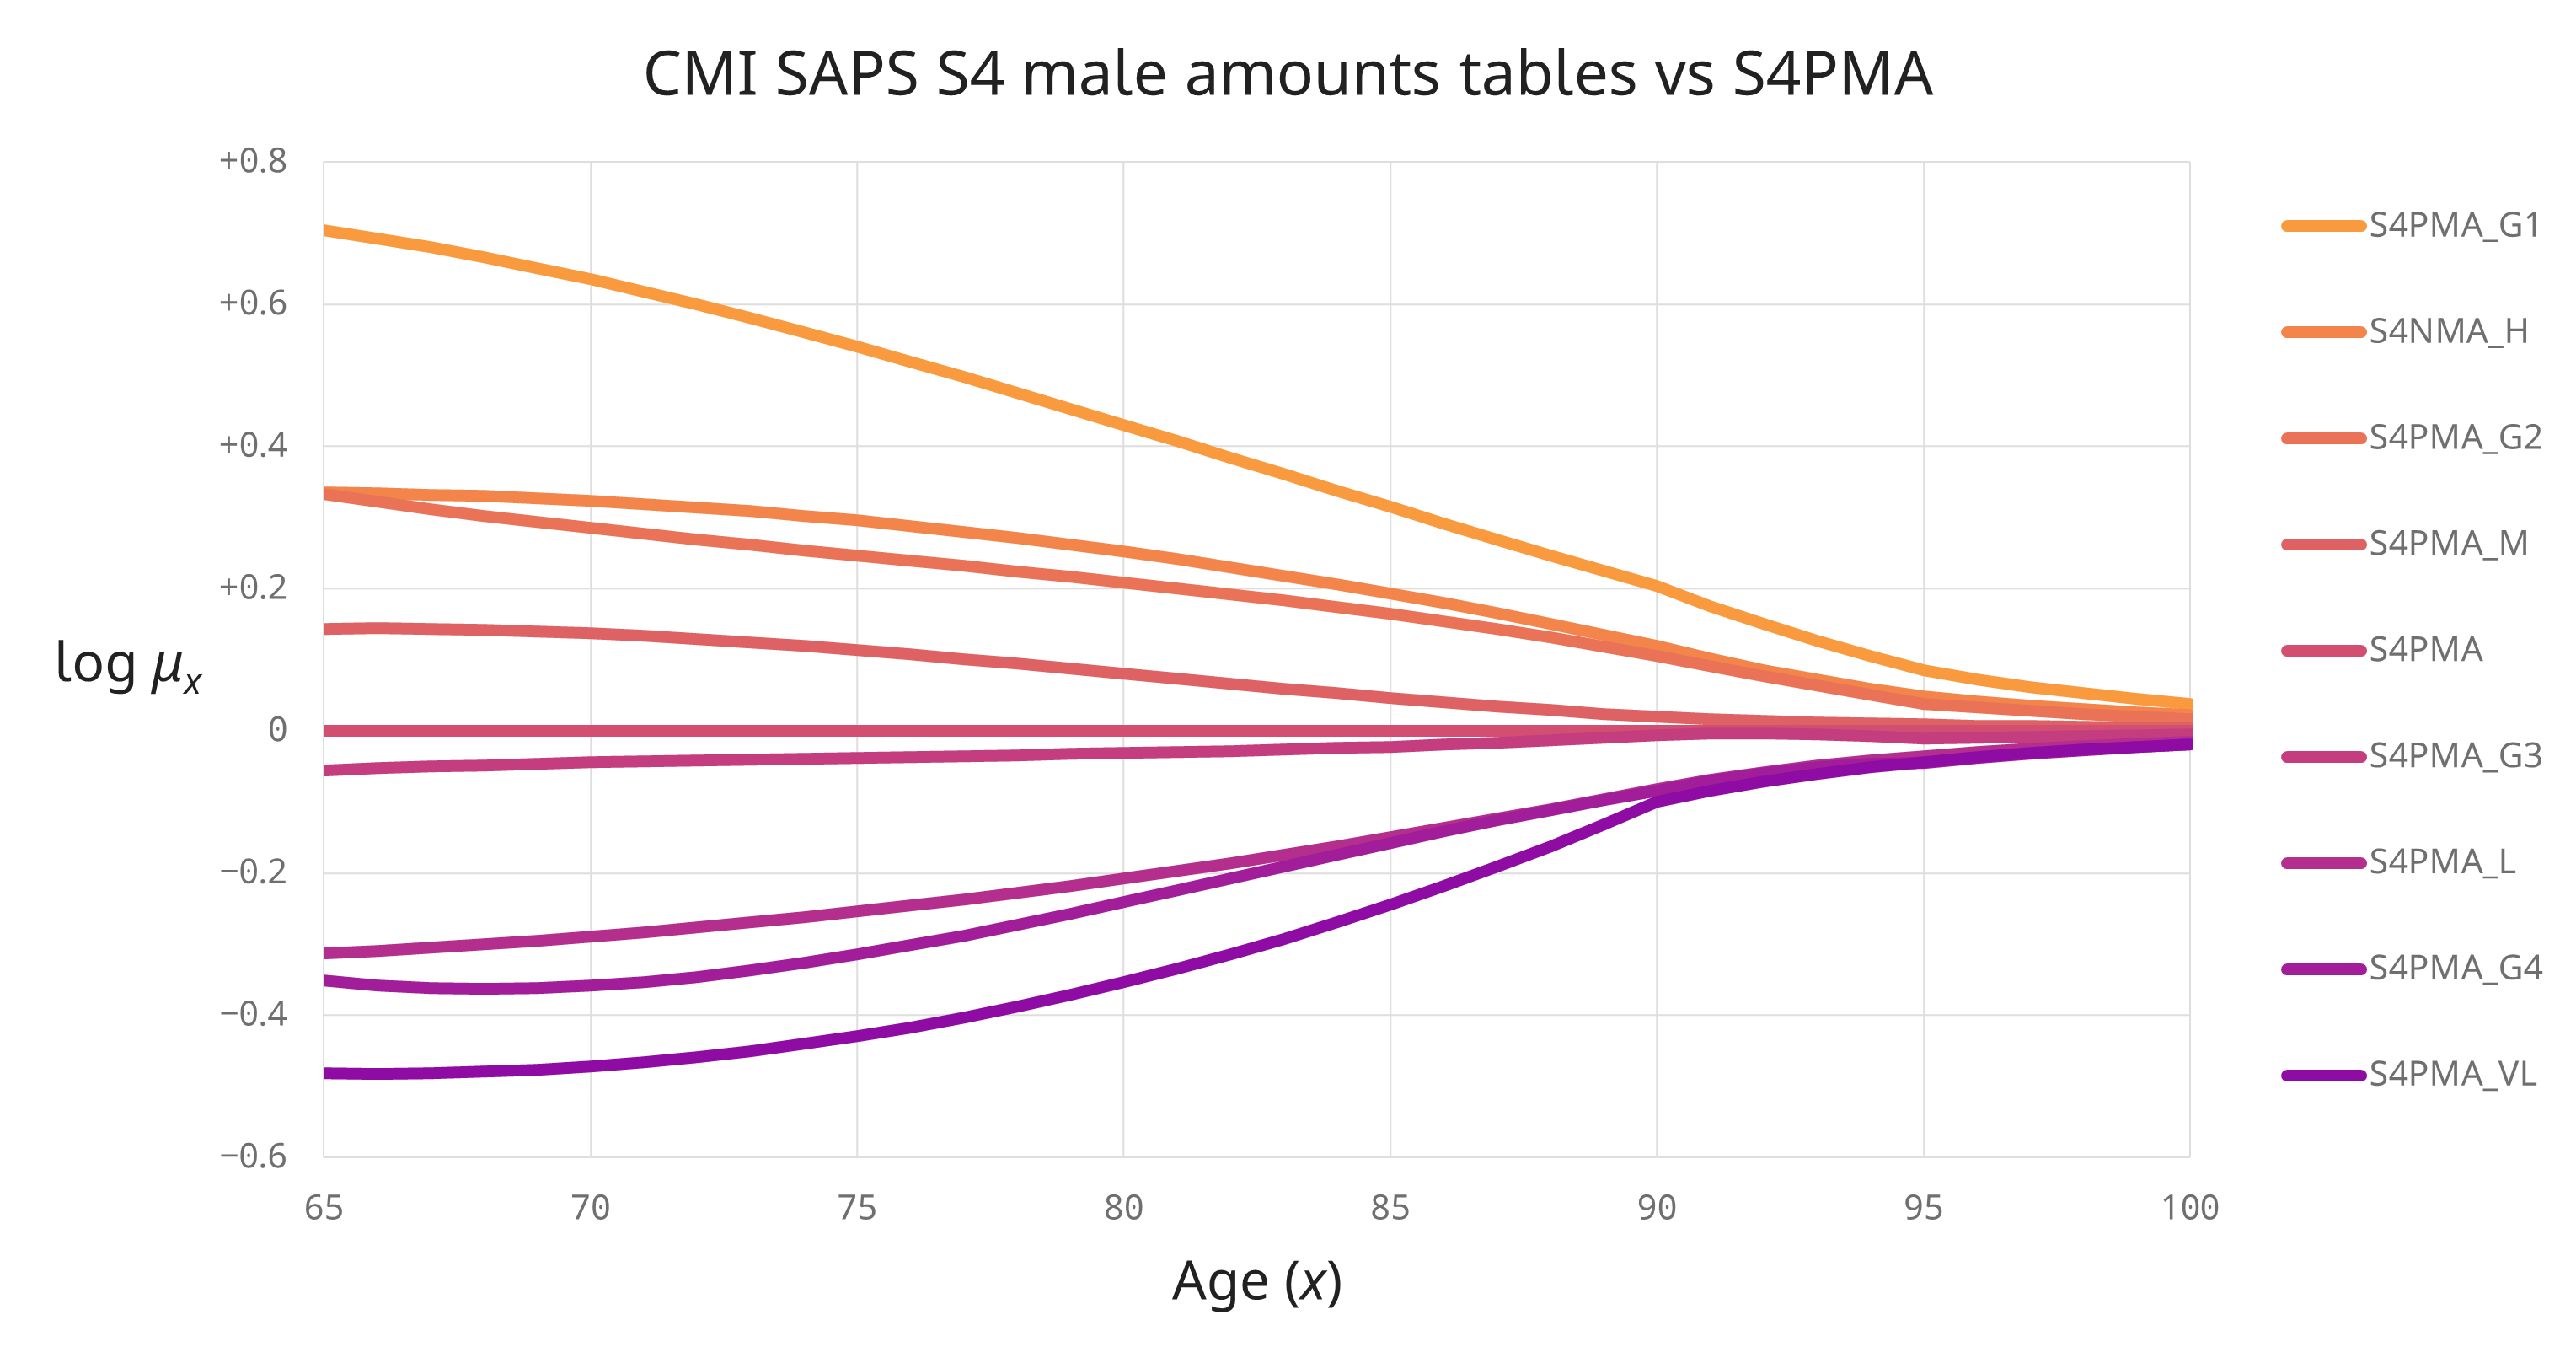 CMI SAPS S4 male amounts tables vs S4PMA
+0.8
+0.6
+0.4
+0.2
0
−0.2
−0.4
−0.6
log μx
65 70 75 80 85 90 95 100
Age (x)
S4PMA_G1
S4NMA_H
S4PMA_G2
S4PMA_M
S4PMA
S4PMA_G3
S4PMA_L
S4PMA_G4
S4PMA_VL